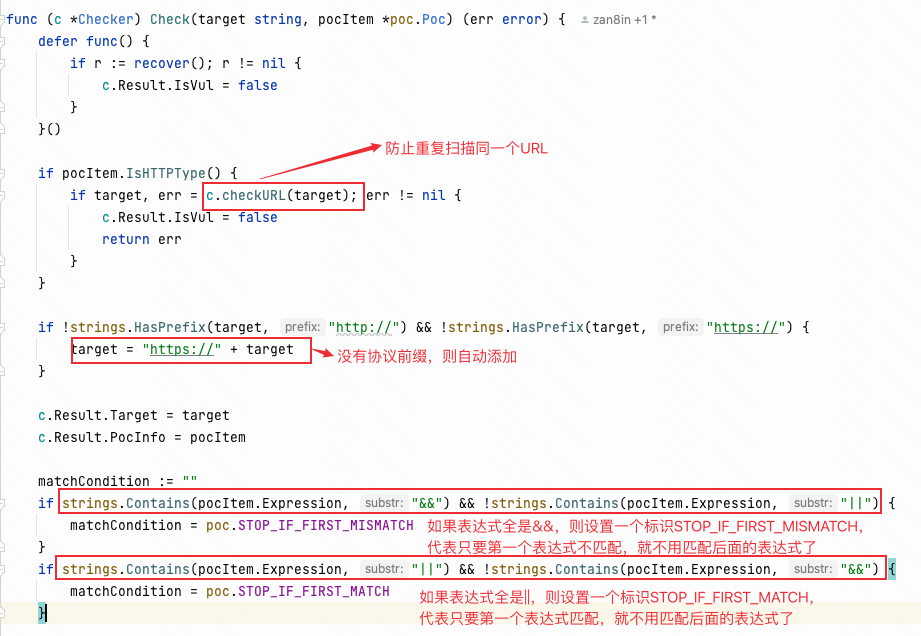 func (c *Checker) Check(target string, pocItem *poc.Poc) (err error) { zan8in +1 *
defer func() {
if r := recover(); r != nil {
c.Result.IsVul = false
}
}()
防止重复扫描同一个URL
if pocItem.IsHTTPType() {
if target, err = c.checkURL(target); err != nil {
c.Result.IsVul = false
return err
}
}
if !strings.HasPrefix(target, prefix: "http://") && !strings.HasPrefix(target, prefix: "https://") {
target = "https://" + target
没有协议前缀，则自动添加
}
c.Result.Target = target
c.Result.PocInfo = pocItem
matchCondition := ""
if strings.Contains(pocItem.Expression, substr: "&&") && !strings.Contains(pocItem.Expression, substr: "||") {
matchCondition = poc.STOP_IF_FIRST_MISMATCH 如果表达式全是&&，则设置一个标识STOP_IF_FIRST_MISMATCH，
} 代表只要第一个表达式不匹配，就不用匹配后面的表达式了
if strings.Contains(pocItem.Expression, substr: "||") && !strings.Contains(pocItem.Expression, substr: "&&") {
matchCondition = poc.STOP_IF_FIRST_MATCH 如果表达式全是||，则设置一个标识STOP_IF_FIRST_MATCH，
} 代表只要第一个表达式匹配，就不用匹配后面的表达式了